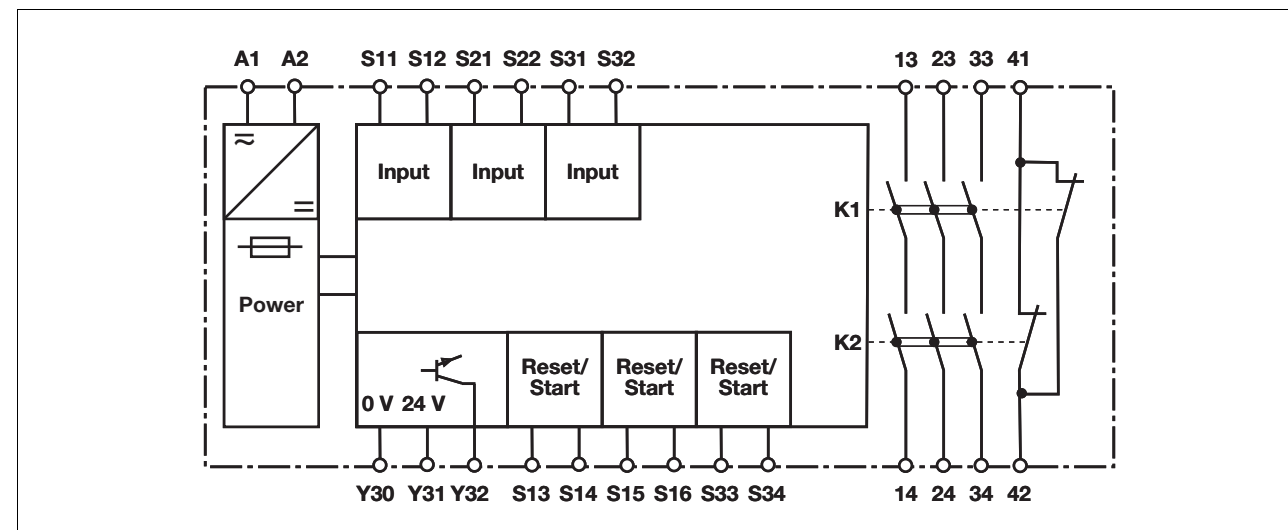 A1 A2 S11 S12 S21 S22 S31 S32 13 23 33 41
Input Input Input
K1
Power
K2
Reset/ Reset/ Reset/
Start Start Start
0 V 24 V
Y30 Y31 Y32 S13 S14 S15 S16 S33 S34 14 24 34 42